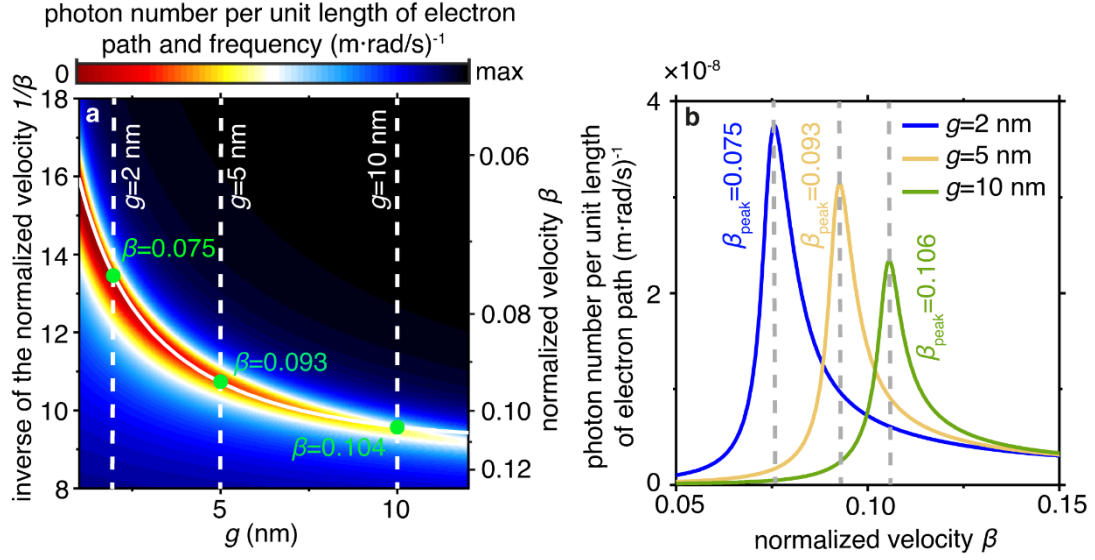 photon number per unit length of electron
path and frequency (m·rad/s)⁻¹
0
max
a
inverse of the normalized velocity 1/β
18
16
14
12
10
8
g=2 nm
g=5 nm
g=10 nm
β=0.075
β=0.093
β=0.104
0.06
0.08
0.10
0.12
normalized velocity β
5
10
g (nm)
×10⁻⁸
b
photon number per unit length
of electron path (m·rad/s)⁻¹
4
2
0
βpeak=0.075
βpeak=0.093
βpeak=0.106
g=2 nm
g=5 nm
g=10 nm
0.05
0.10
0.15
normalized velocity β